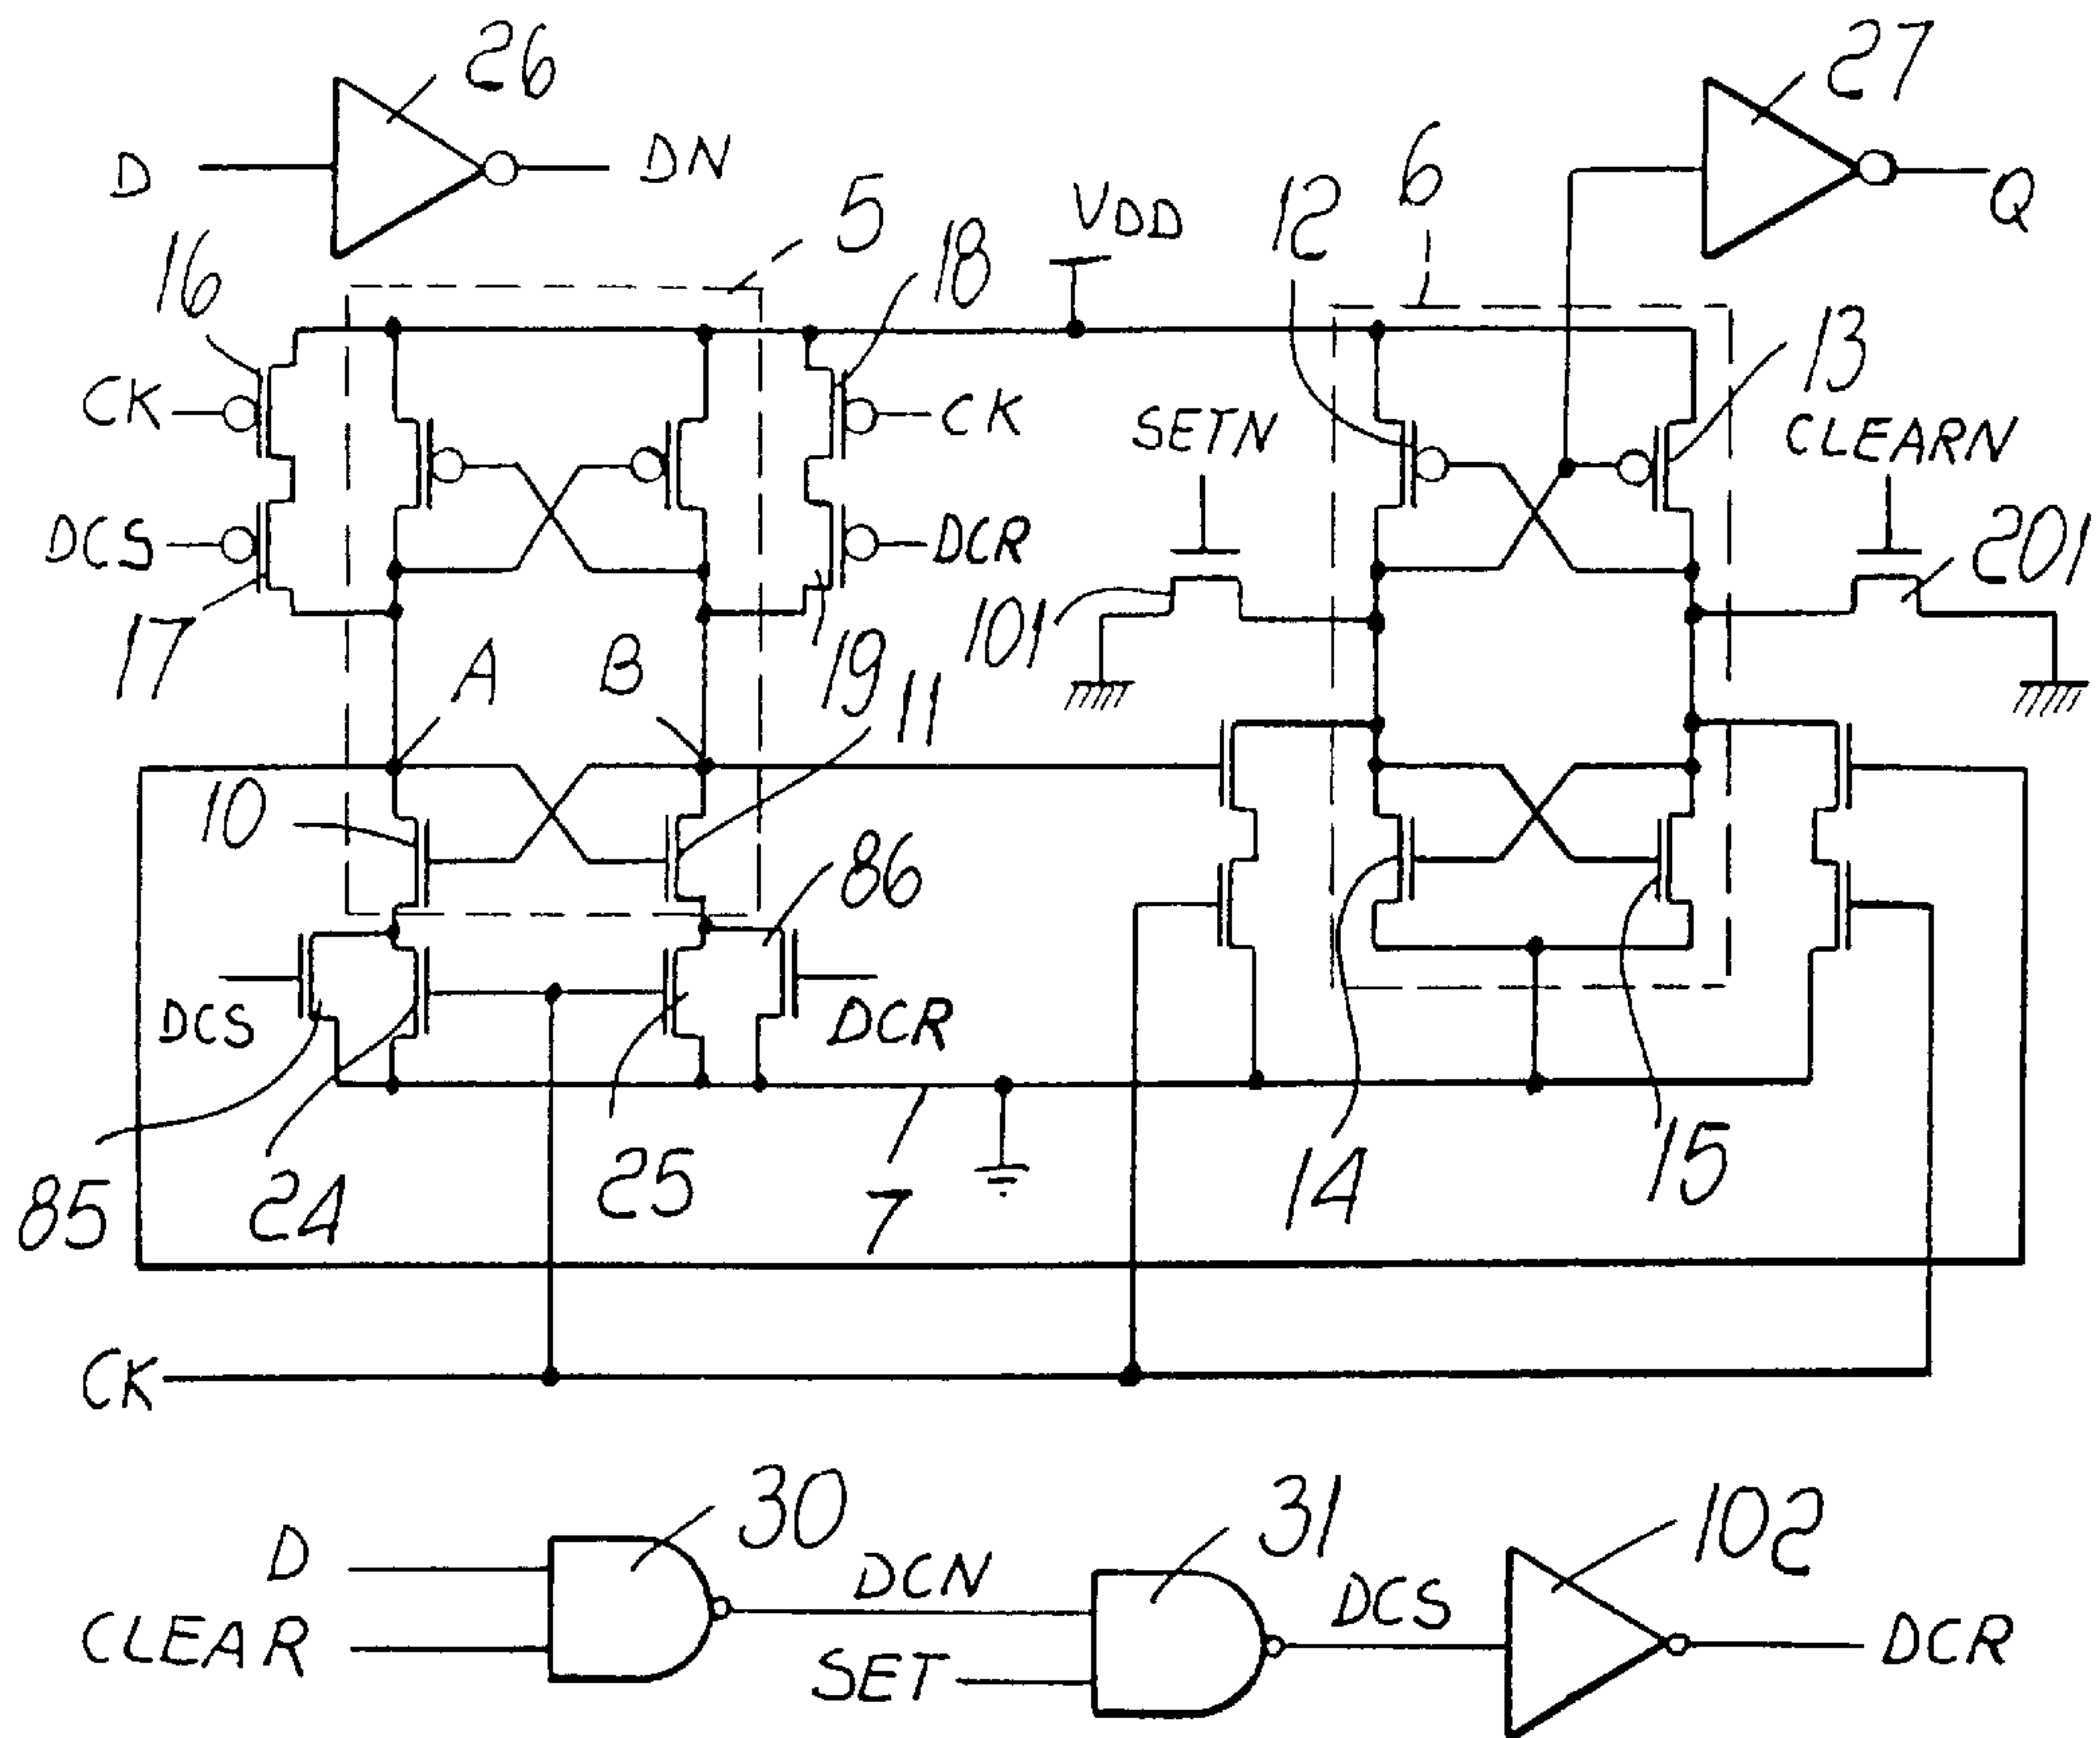 26
27
D
DN
Q
5
6
VDD
12
16
18
13
CK
CK
SETN
CLEARN
DCS
DCR
201
101
17
A
B
19
11
10
86
DCS
DCR
85
24
25
7
14
15
CK
30
31
102
D
DCN
DCS
CLEAR
SET
DCR